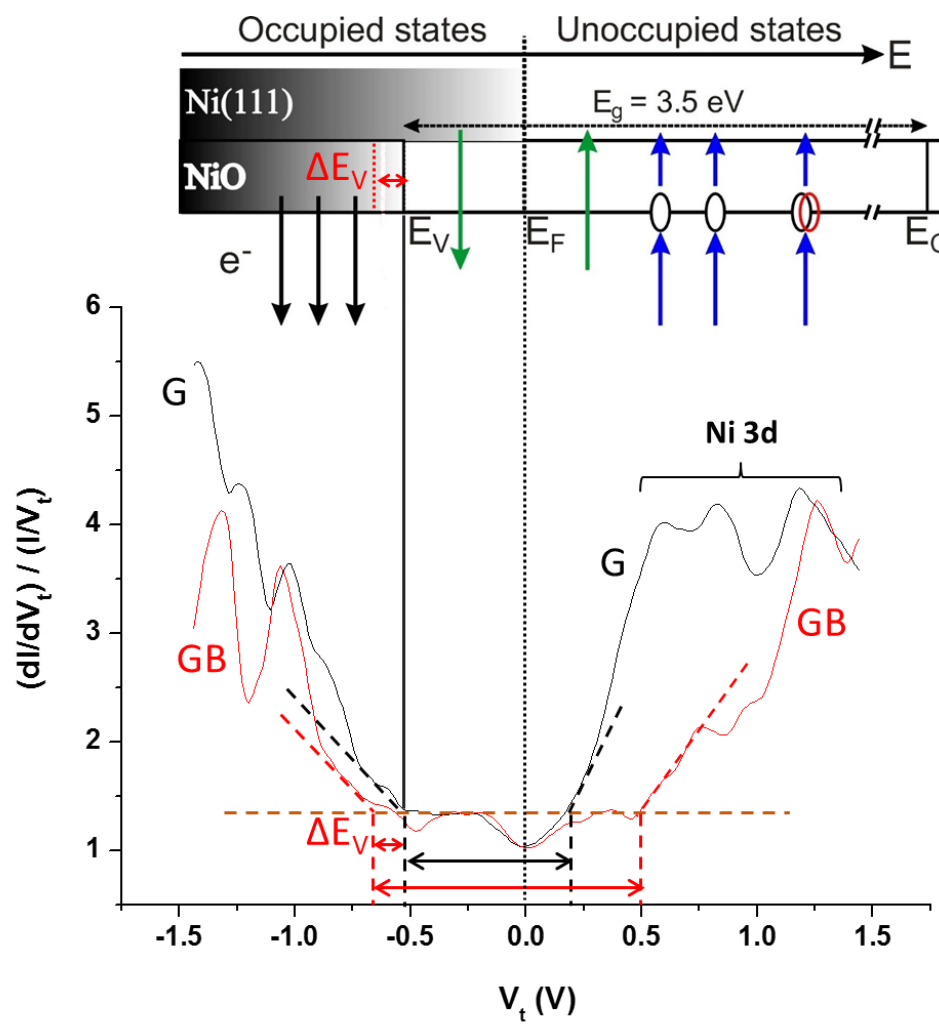 Occupied states Unoccupied states
E
Ni(111)
E_g = 3.5 eV
NiO ΔE_V
E_V E_F E_C
e⁻
6
5
4
3
2
1
(dI/dV_t) / (I/V_t)
G
Ni 3d
G
GB
GB
ΔE_V
-1.5 -1.0 -0.5 0.0 0.5 1.0 1.5
V_t (V)